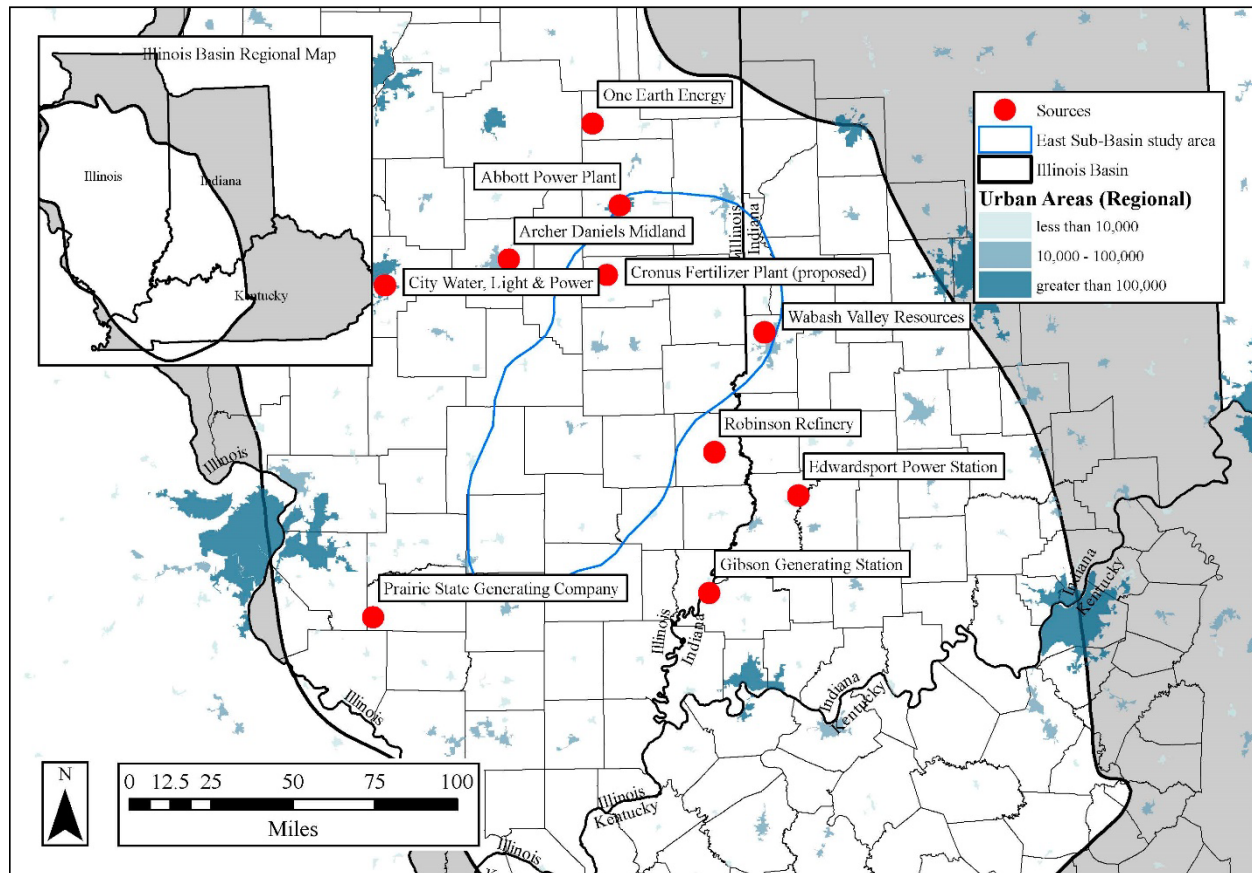 Illinois Basin Regional Map
Illinois
Indiana
Kentucky
One Earth Energy
Abbott Power Plant
Archer Daniels Midland
Cronus Fertilizer Plant (proposed)
City Water, Light & Power
Wabash Valley Resources
Robinson Refinery
Edwardsport Power Station
Gibson Generating Station
Prairie State Generating Company
Sources
East Sub-Basin study area
Illinois Basin
Urban Areas (Regional)
less than 10,000
10,000 - 100,000
greater than 100,000
Illinois
Indiana
Illinois
Illinois
Indiana
Indiana
Kentucky
Indiana
Kentucky
Illinois
Illinois
Kentucky
Illinois
N
0 12.5 25 50 75 100
Miles